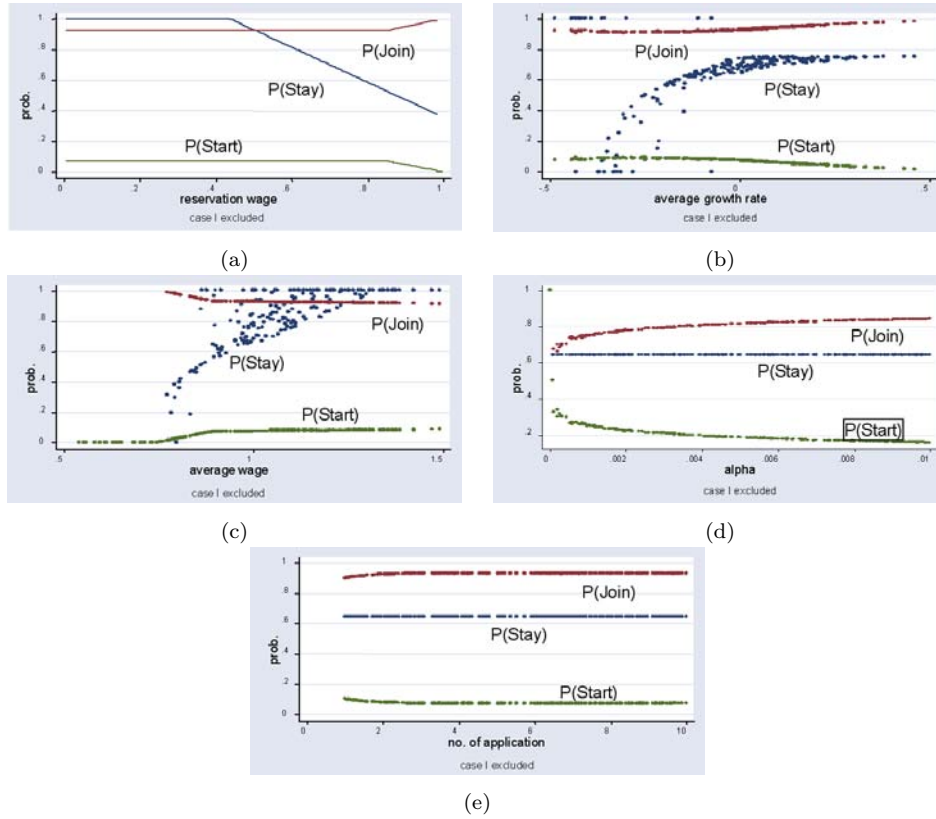 1
.8
.6
.4
.2
0
prob.
P(Join)
P(Stay)
P(Start)
0
.2
.4
.6
.8
1
reservation wage
case I excluded
(a)
1
.8
.6
.4
.2
0
prob.
P(Join)
P(Stay)
P(Start)
-.5
0
.5
average growth rate
case I excluded
(b)
1
.8
.6
.4
.2
0
prob.
P(Join)
P(Stay)
P(Start)
.5
1
1.5
average wage
case I excluded
(c)
1
.8
.6
.4
.2
prob.
P(Join)
P(Stay)
P(Start)
0
.002
.004
.006
.008
.01
alpha
case I excluded
(d)
1
.8
.6
.4
.2
0
prob.
P(Join)
P(Stay)
P(Start)
0
2
4
6
8
10
no. of application
case I excluded
(e)